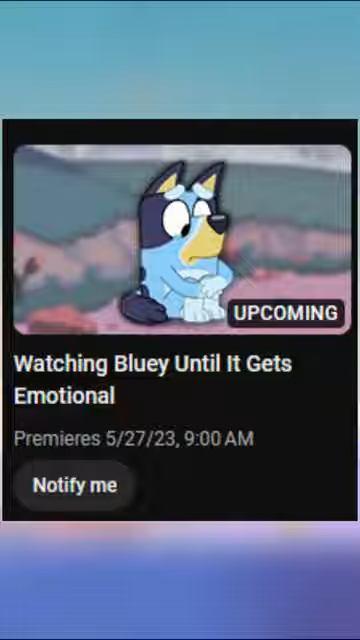 UPCOMING
Watching Bluey Until It Gets
Emotional
Premieres 5/27/23, 9:00 AM
Notify me